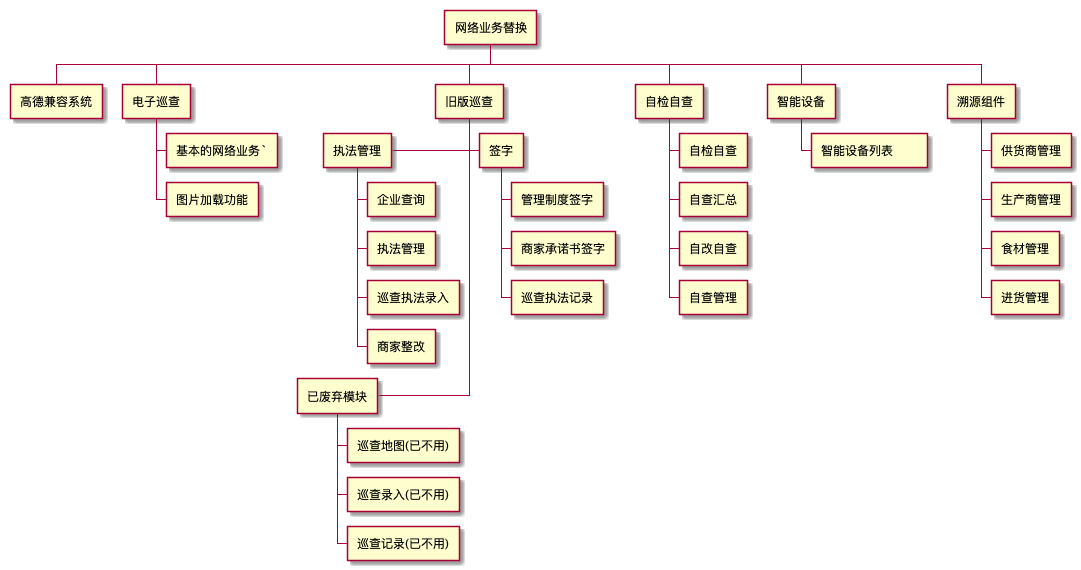 网络业务替换
高德兼容系统
电子巡查
旧版巡查
自检自查
智能设备
溯源组件
基本的网络业务`
图片加载功能
执法管理
签字
企业查询
执法管理
巡查执法录入
商家整改
管理制度签字
商家承诺书签字
巡查执法记录
已废弃模块
巡查地图(已不用)
巡查录入(已不用)
巡查记录(已不用)
自检自查
自查汇总
自改自查
自查管理
智能设备列表
供货商管理
生产商管理
食材管理
进货管理